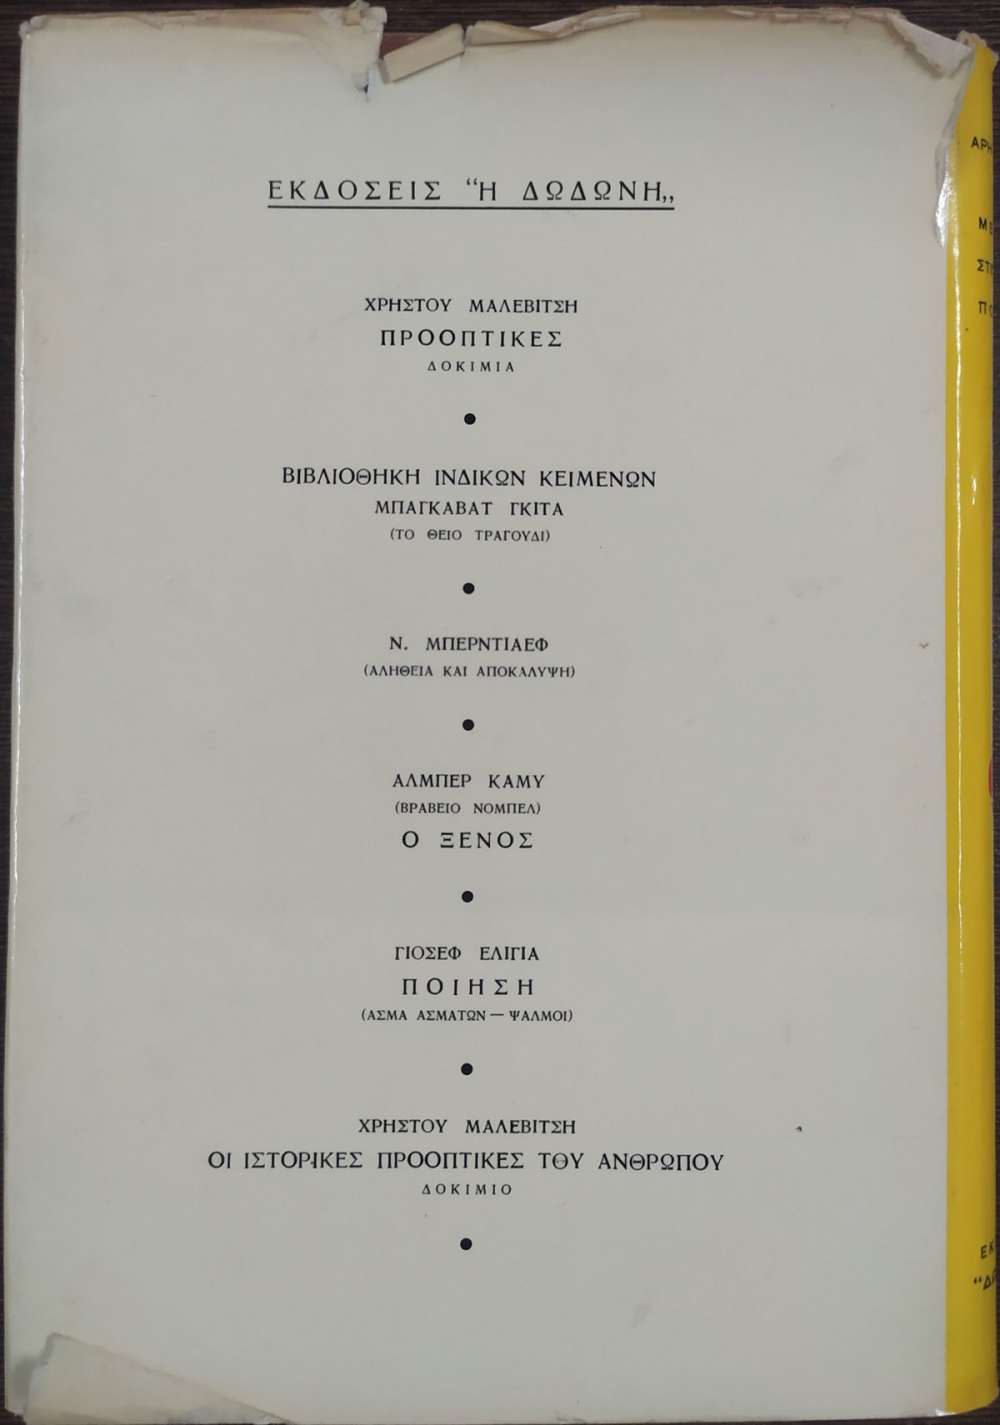 ΕΚΔΟΣΕΙΣ “Η ΔΩΔΩΝΗ„
ΧΡΗΣΤΟΥ ΜΑΛΕΒΙΤΣΗ
ΠΡΟΟΠΤΙΚΕΣ
ΔΟΚΙΜΙΑ
ΒΙΒΛΙΟΘΗΚΗ ΙΝΔΙΚΩΝ ΚΕΙΜΕΝΩΝ
ΜΠΑΓΚΑΒΑΤ ΓΚΙΤΑ
(ΤΟ ΘΕΙΟ ΤΡΑΓΟΥΔΙ)
Ν. ΜΠΕΡΝΤΙΑΕΦ
(ΑΛΗΘΕΙΑ ΚΑΙ ΑΠΟΚΑΛΥΨΗ)
ΑΛΜΠΕΡ ΚΑΜΥ
(ΒΡΑΒΕΙΟ ΝΟΜΠΕΛ)
Ο ΞΕΝΟΣ
ΓΙΟΣΕΦ ΕΛΙΓΙΑ
ΠΟΙΗΣΗ
(ΑΣΜΑ ΑΣΜΑΤΩΝ — ΨΑΛΜΟΙ)
ΧΡΗΣΤΟΥ ΜΑΛΕΒΙΤΣΗ
ΟΙ ΙΣΤΟΡΙΚΕΣ ΠΡΟΟΠΤΙΚΕΣ ΤΟΥ ΑΝΘΡΩΠΟΥ
ΔΟΚΙΜΙΟ